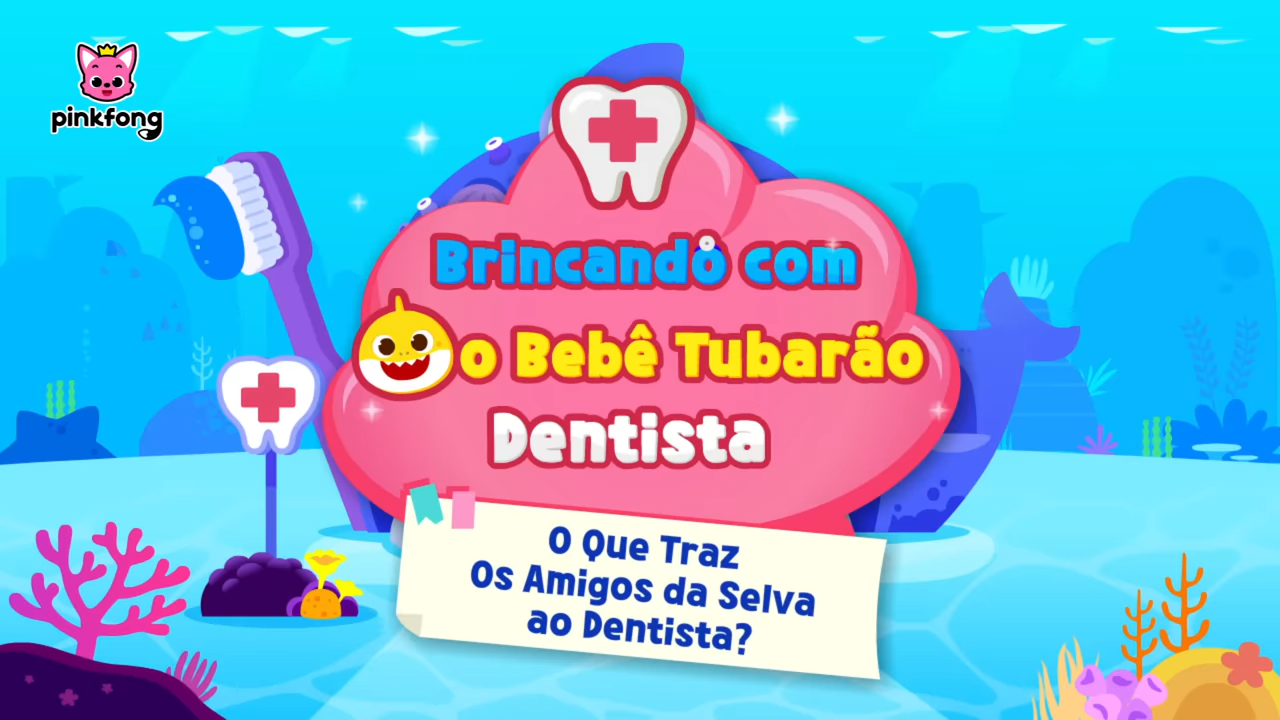 pinkfong
Brincando com
o Bebê Tubarão
Dentista
O Que Traz
Os Amigos da Selva
ao Dentista?